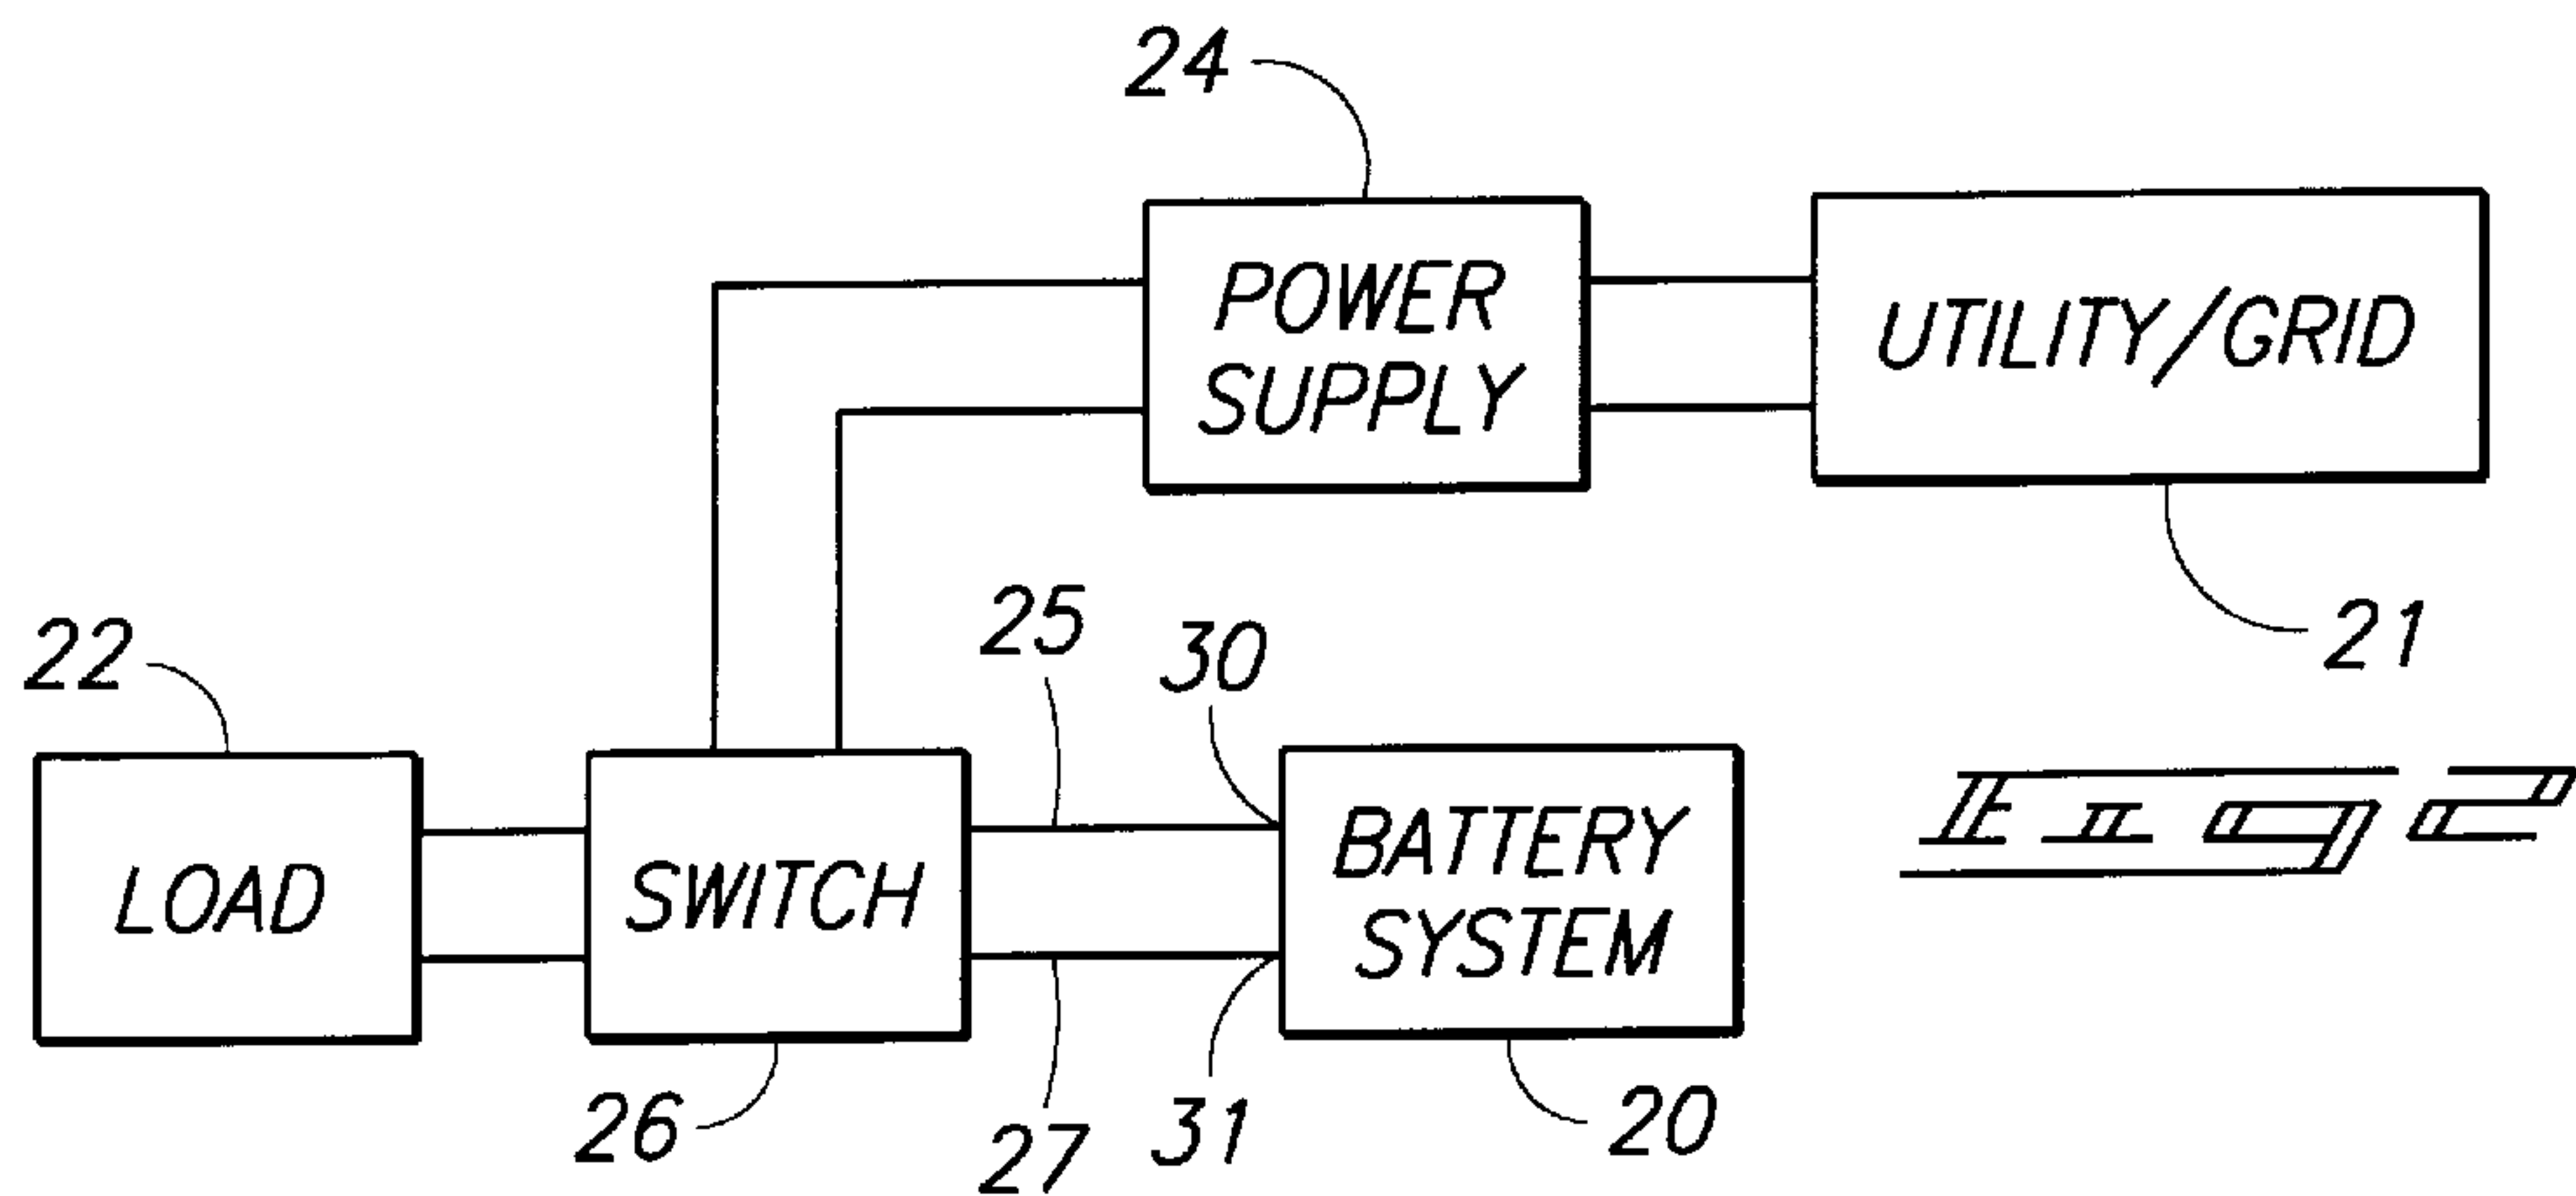 24
POWER
SUPPLY
UTILITY/GRID
22
25
30
21
LOAD
SWITCH
BATTERY
SYSTEM
Fig 2
26
27
31
20